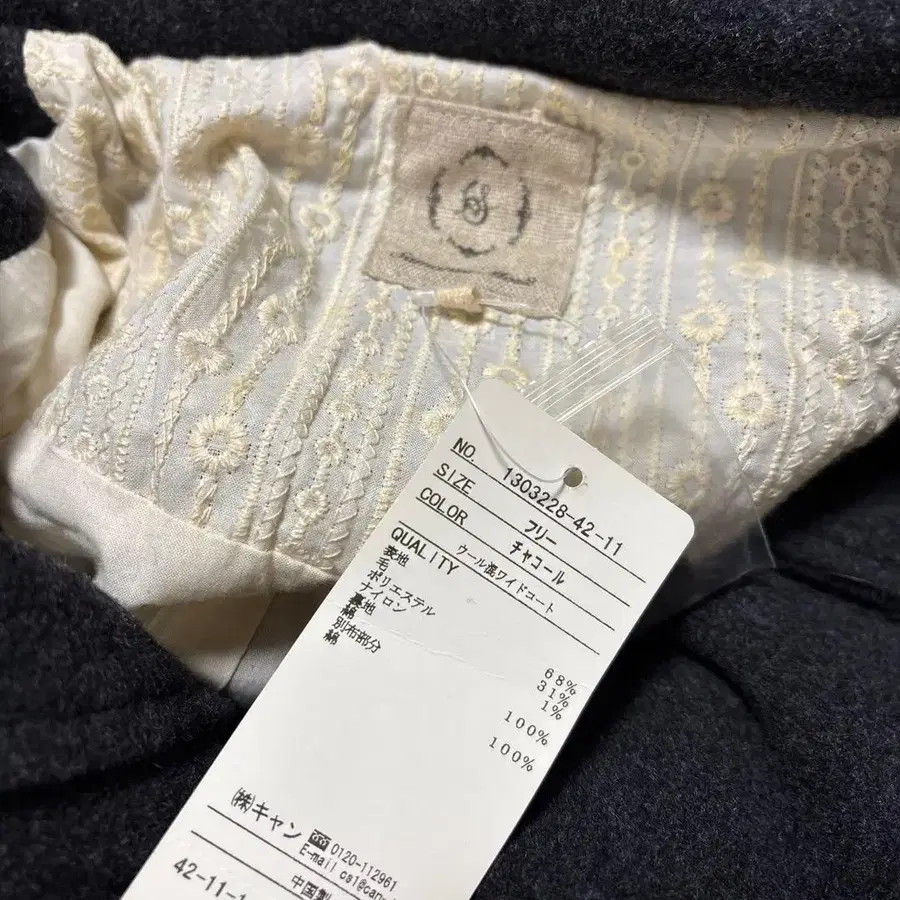 NO. 1303228-42-11
SIZE フリー
COLOR チャコール
QUALITY ウール混ワイドコート
表地
毛 68%
ポリエステル 31%
ナイロン 1%
裏地
綿 100%
別布部分
綿 100%
㈱キャン 0120-112961
E-mail cs1@can
中国製
42-11-1